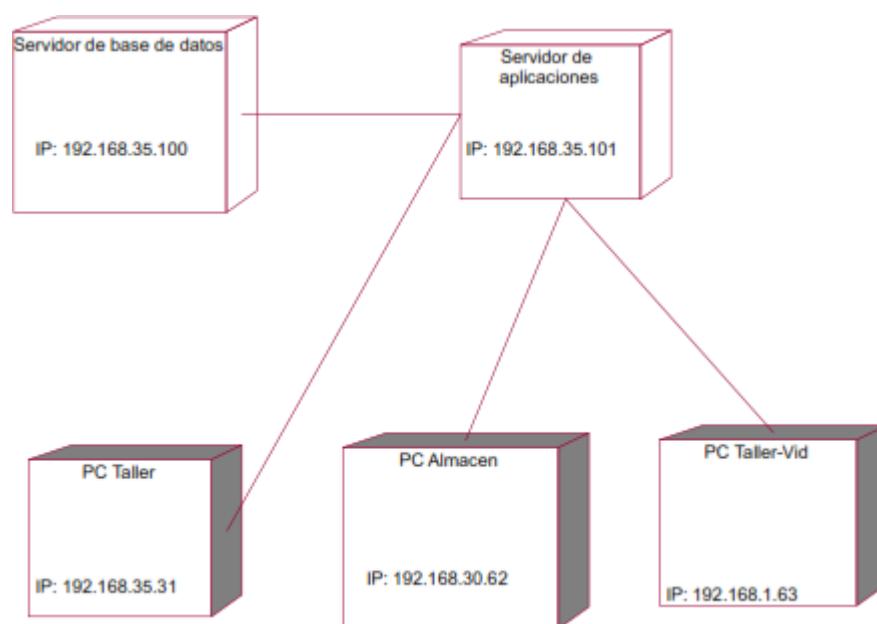 Servidor de base de datos
IP: 192.168.35.100
Servidor de
aplicaciones
IP: 192.168.35.101
PC Taller
IP: 192.168.35.31
PC Almacen
IP: 192.168.30.62
PC Taller-Vid
IP: 192.168.1.63